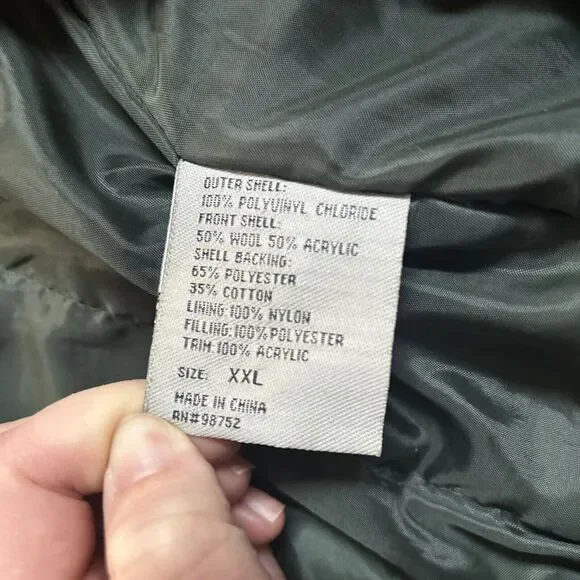 OUTER SHELL:
100% POLYUINYL CHLORIDE
FRONT SHELL:
50% WOOL 50% ACRYLIC
SHELL BACKING:
65% POLYESTER
35% COTTON
LINING:100% NYLON
FILLING:100%POLYESTER
TRIM:100% ACRYLIC
SIZE: XXL
MADE IN CHINA
RN#98752